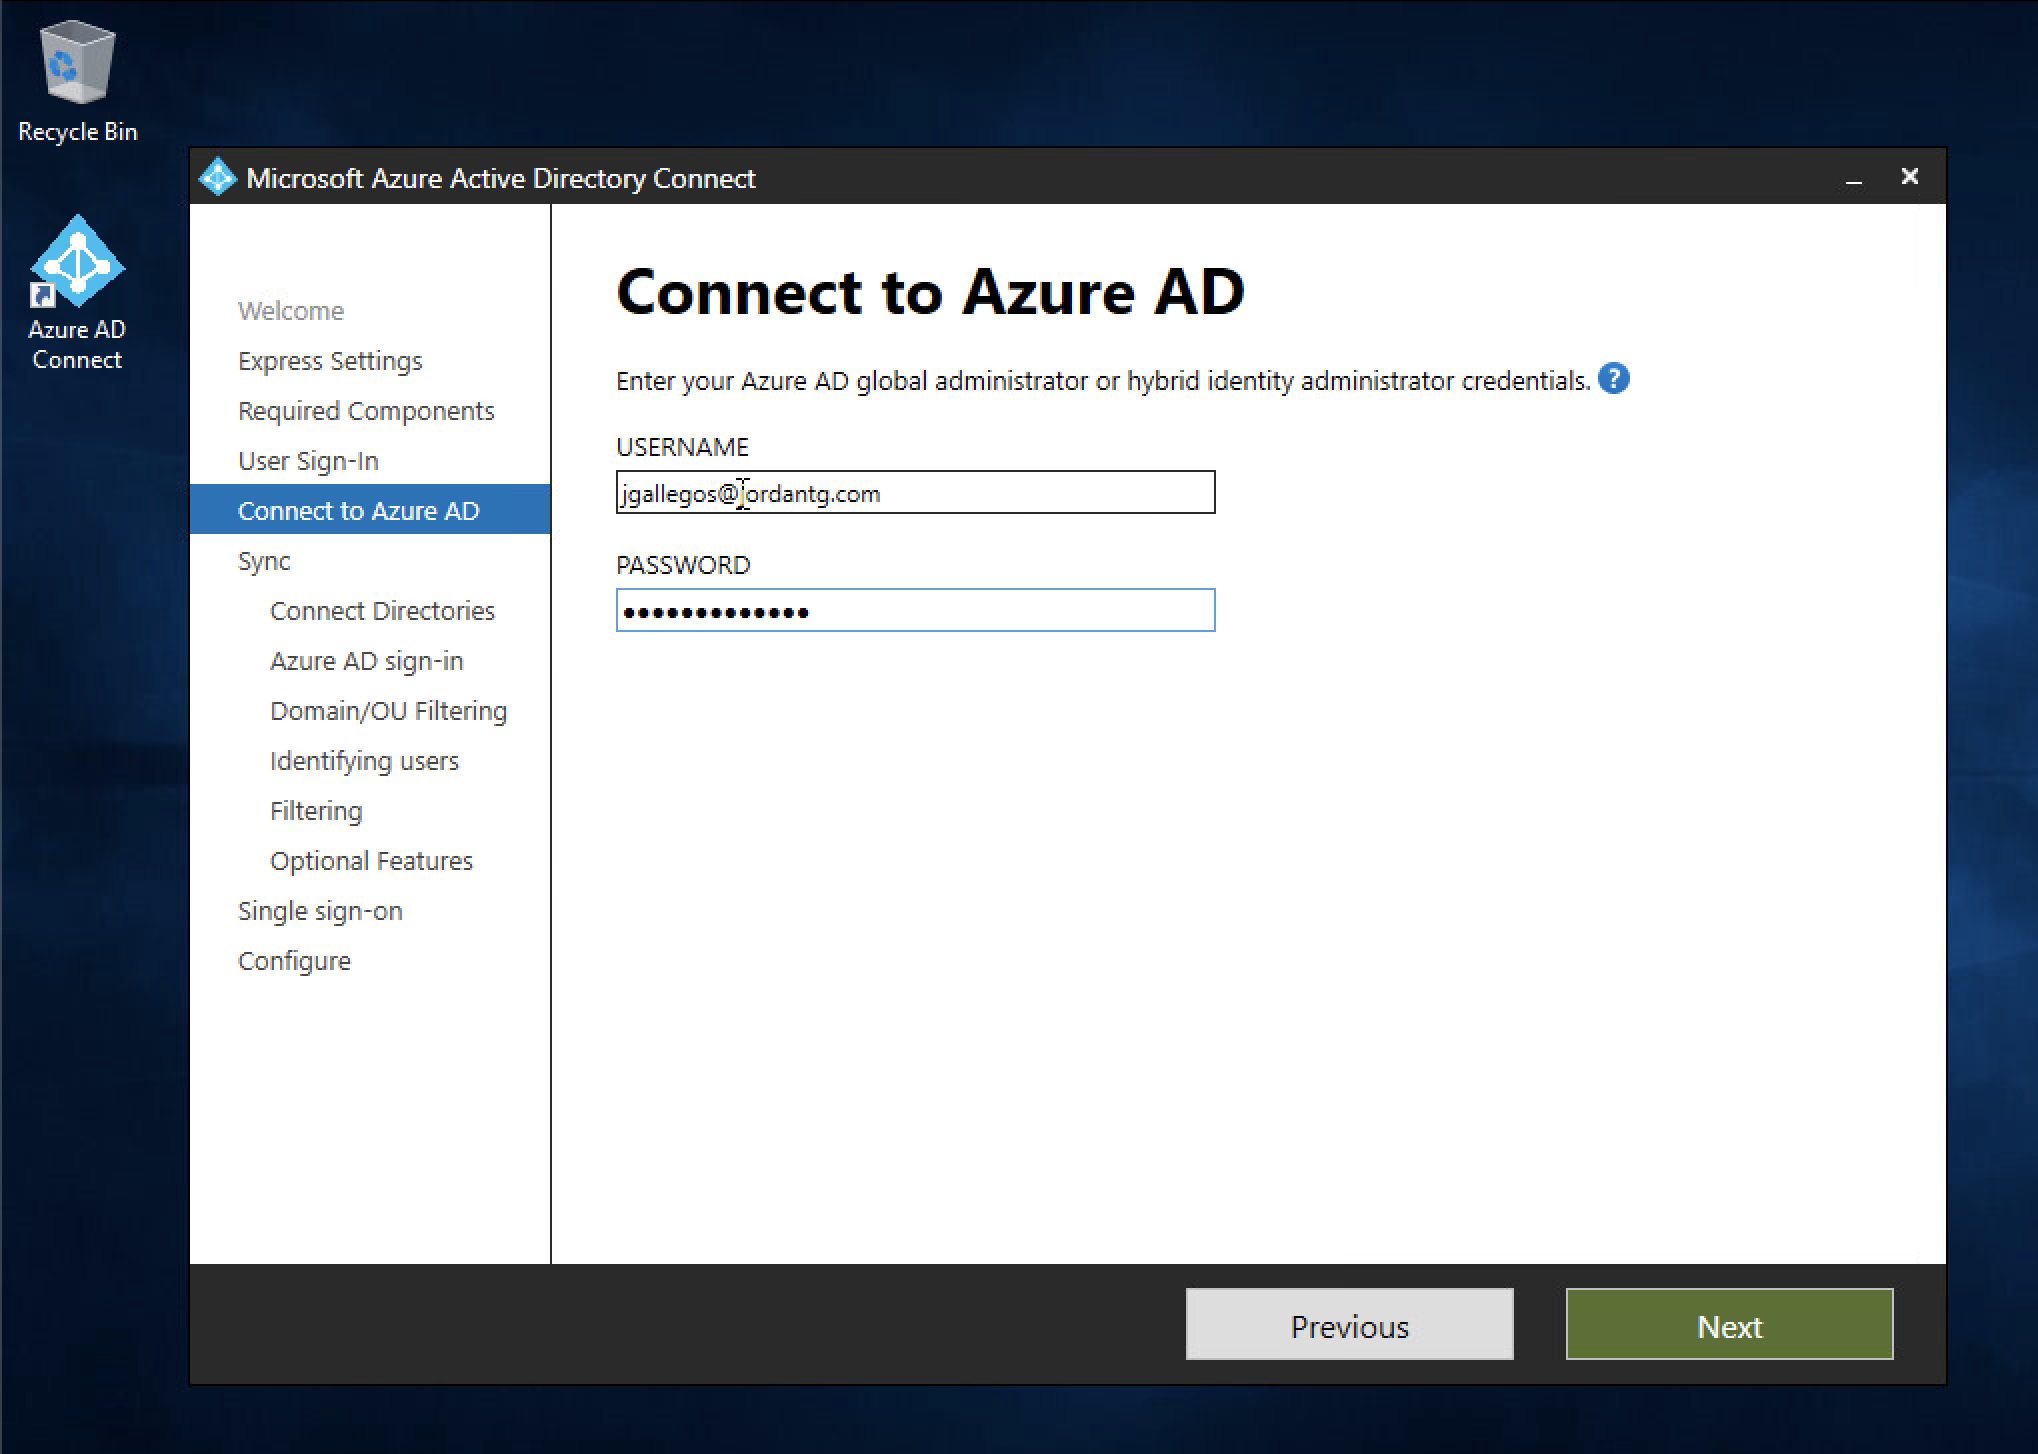 Recycle Bin
Azure AD
Connect
Microsoft Azure Active Directory Connect
Welcome
Express Settings
Required Components
User Sign-In
Connect to Azure AD
Sync
Connect Directories
Azure AD sign-in
Domain/OU Filtering
Identifying users
Filtering
Optional Features
Single sign-on
Configure
Connect to Azure AD
Enter your Azure AD global administrator or hybrid identity administrator credentials. ?
USERNAME
jgallegos@jordantg.com
PASSWORD
•••••••••••••
Previous
Next